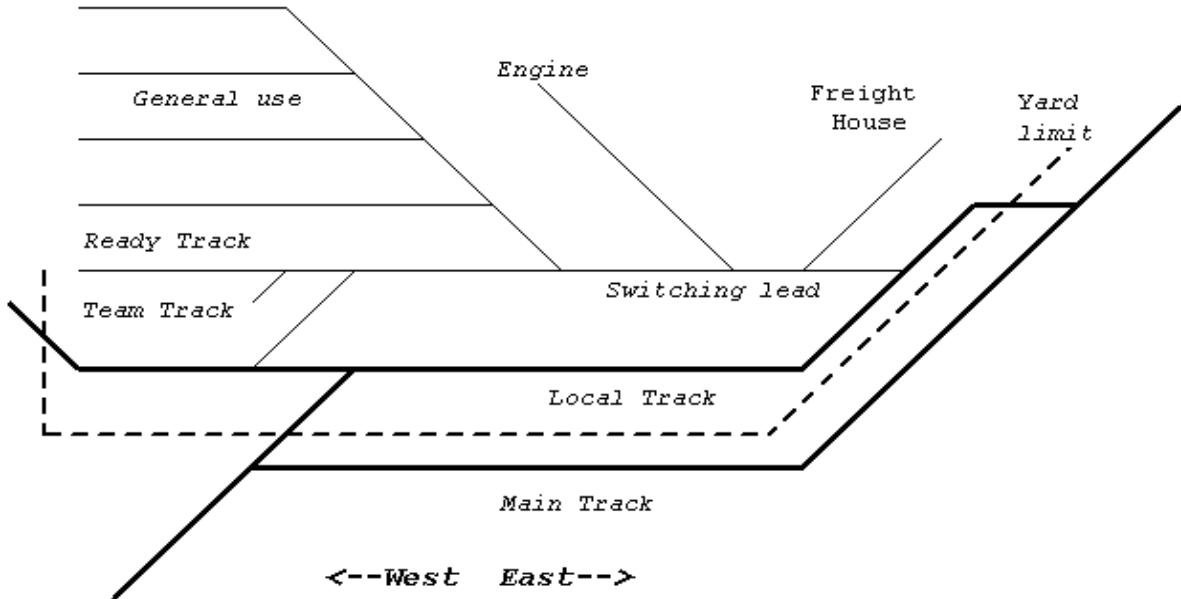 Engine
General use
Freight
House
Yard
limit
Ready Track
Switching lead
Team Track
Local Track
Main Track
<--West East-->